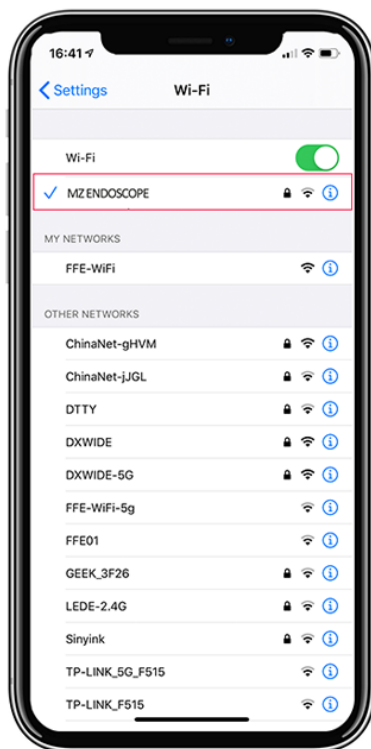 16:41
Settings
Wi-Fi
Wi-Fi
MZ ENDOSCOPE
MY NETWORKS
FFE-WiFi
OTHER NETWORKS
ChinaNet-gHVM
ChinaNet-jJGL
DTTY
DXWIDE
DXWIDE-5G
FFE-WiFi-5g
FFE01
GEEK_3F26
LEDE-2.4G
Sinyink
TP-LINK_5G_F515
TP-LINK_F515